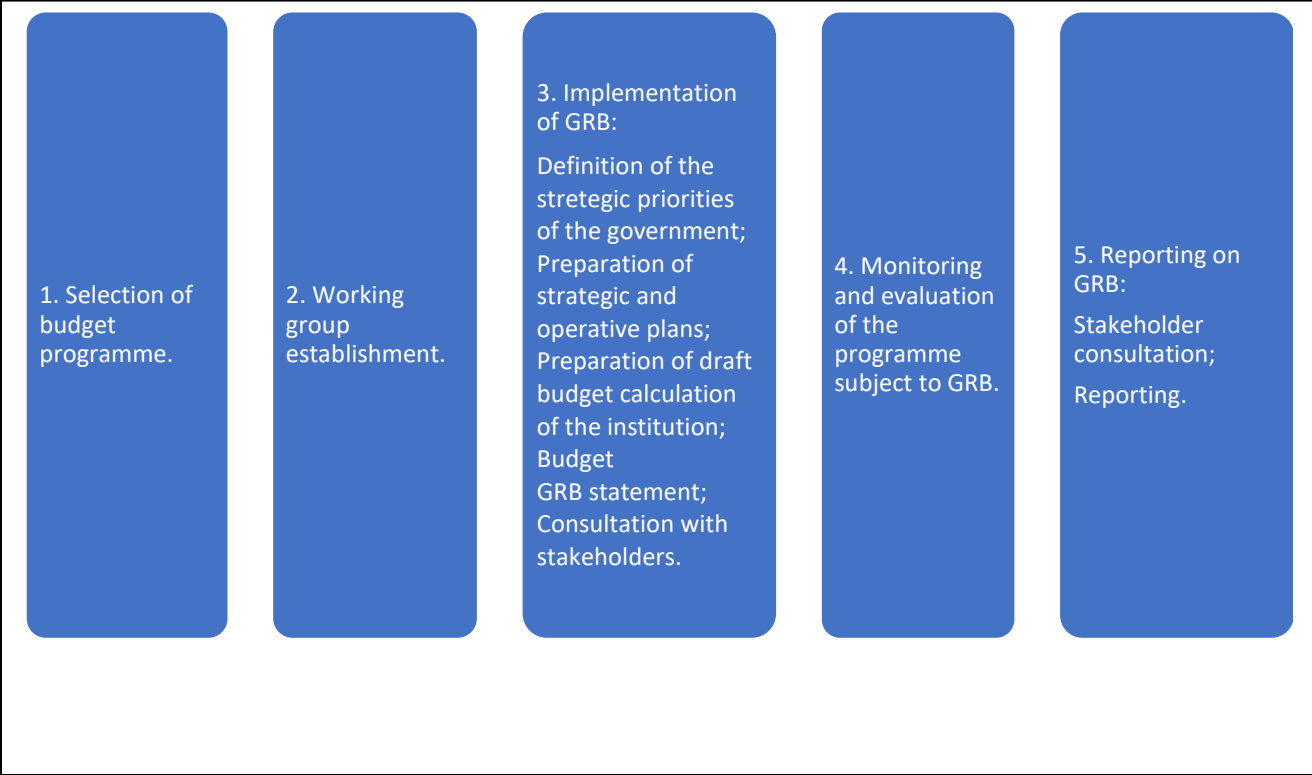 1. Selection of
budget
programme.
2. Working
group
establishment.
3. Implementation
of GRB:
Definition of the
stretegic priorities
of the government;
Preparation of
strategic and
operative plans;
Preparation of draft
budget calculation
of the institution;
Budget
GRB statement;
Consultation with
stakeholders.
4. Monitoring
and evaluation
of the
programme
subject to GRB.
5. Reporting on
GRB:
Stakeholder
consultation;
Reporting.